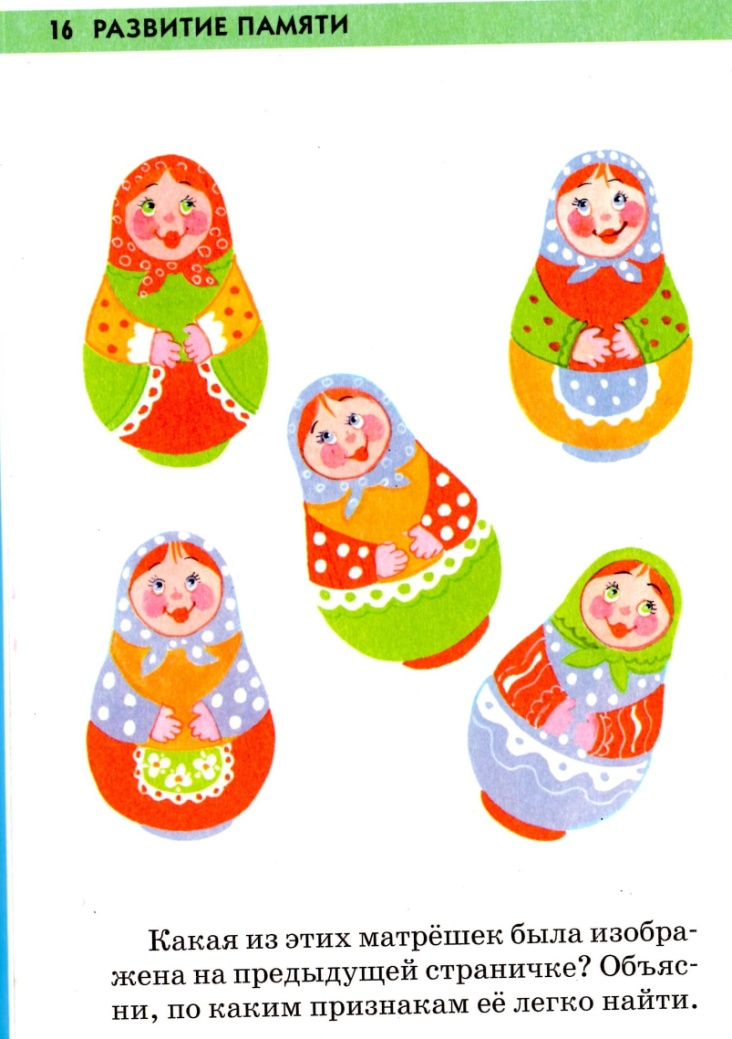 16 РАЗВИТИЕ ПАМЯТИ
Какая из этих матрёшек была изобра-
жена на предыдущей страничке? Объяс-
ни, по каким признакам её легко найти.